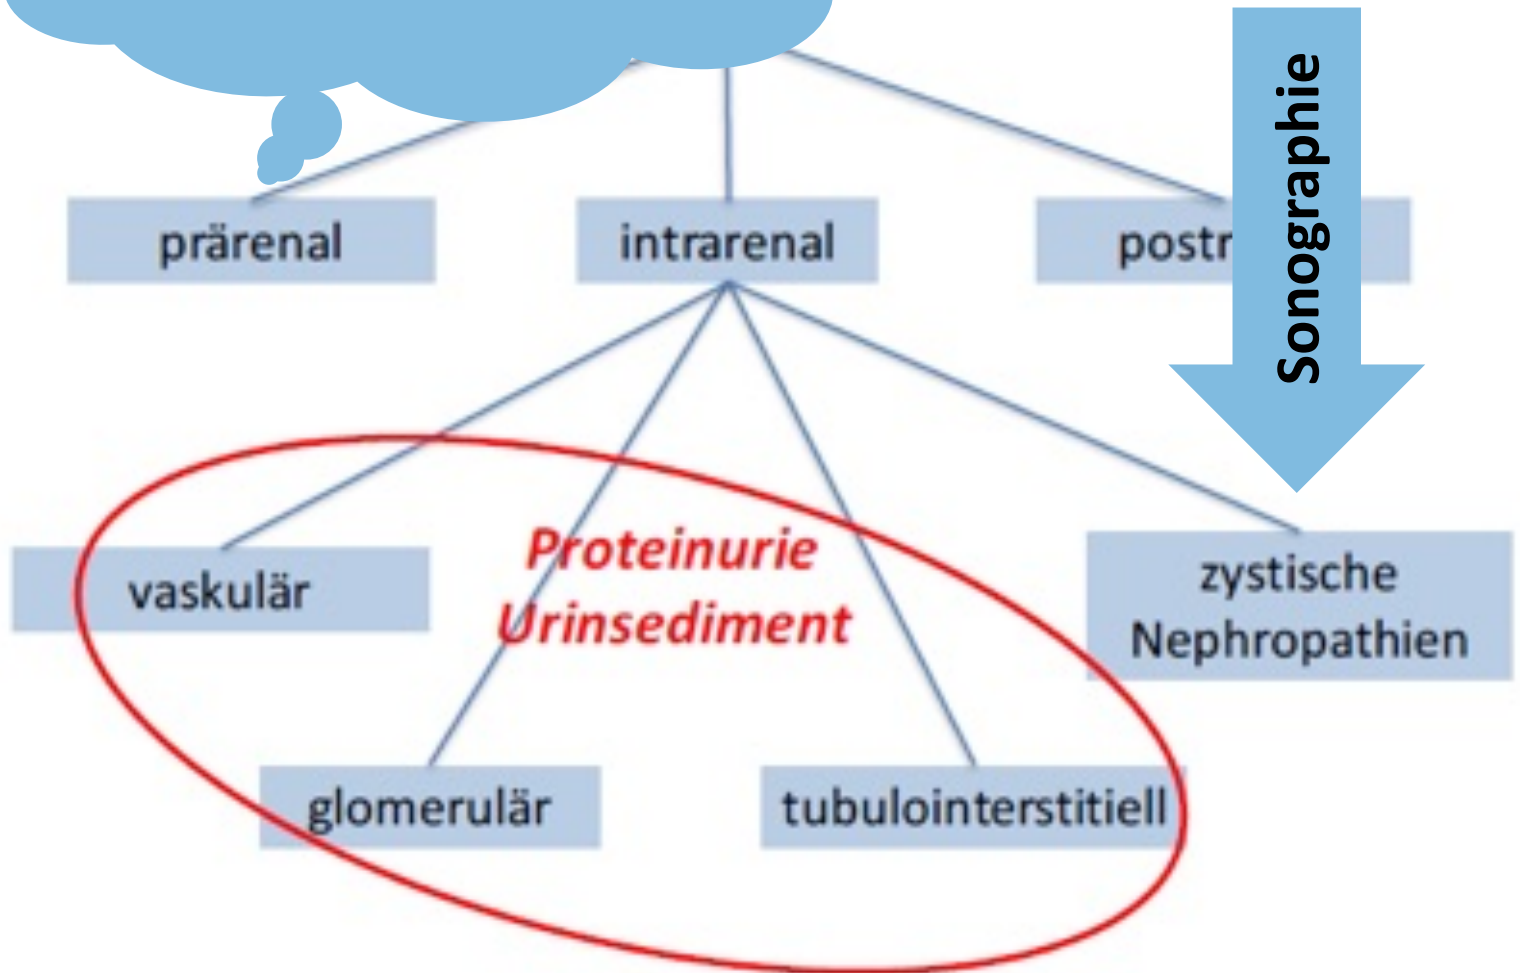 prärenal
intrarenal
postr
Sonographie
vaskulär
Proteinurie
Urinsediment
zystische
Nephropathien
glomerulär
tubulointerstitiell